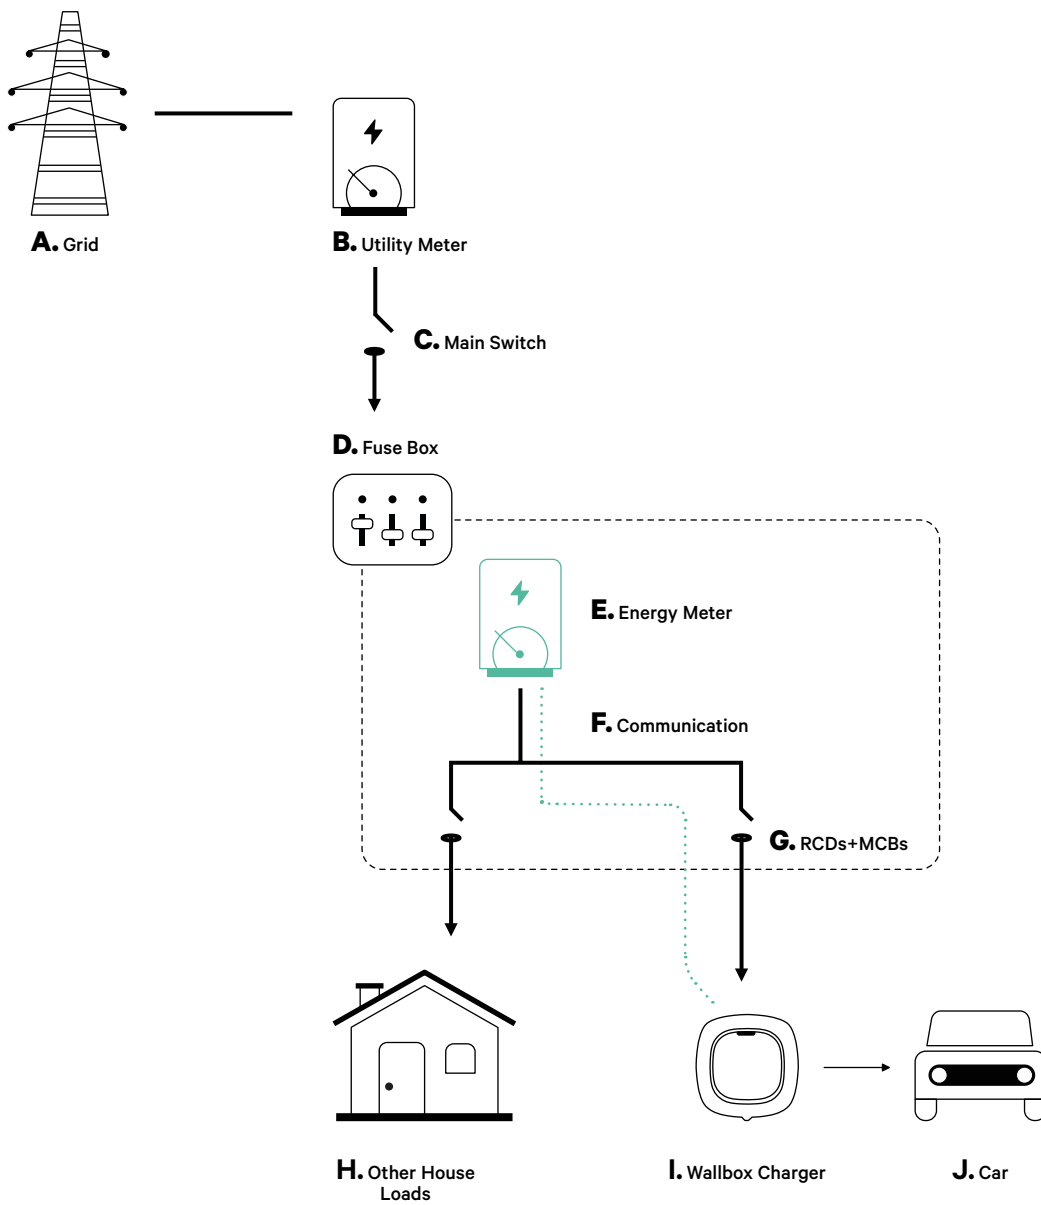 A. Grid
B. Utility Meter
C. Main Switch
D. Fuse Box
E. Energy Meter
F. Communication
G. RCDs+MCBs
H. Other House
Loads
I. Wallbox Charger
J. Car